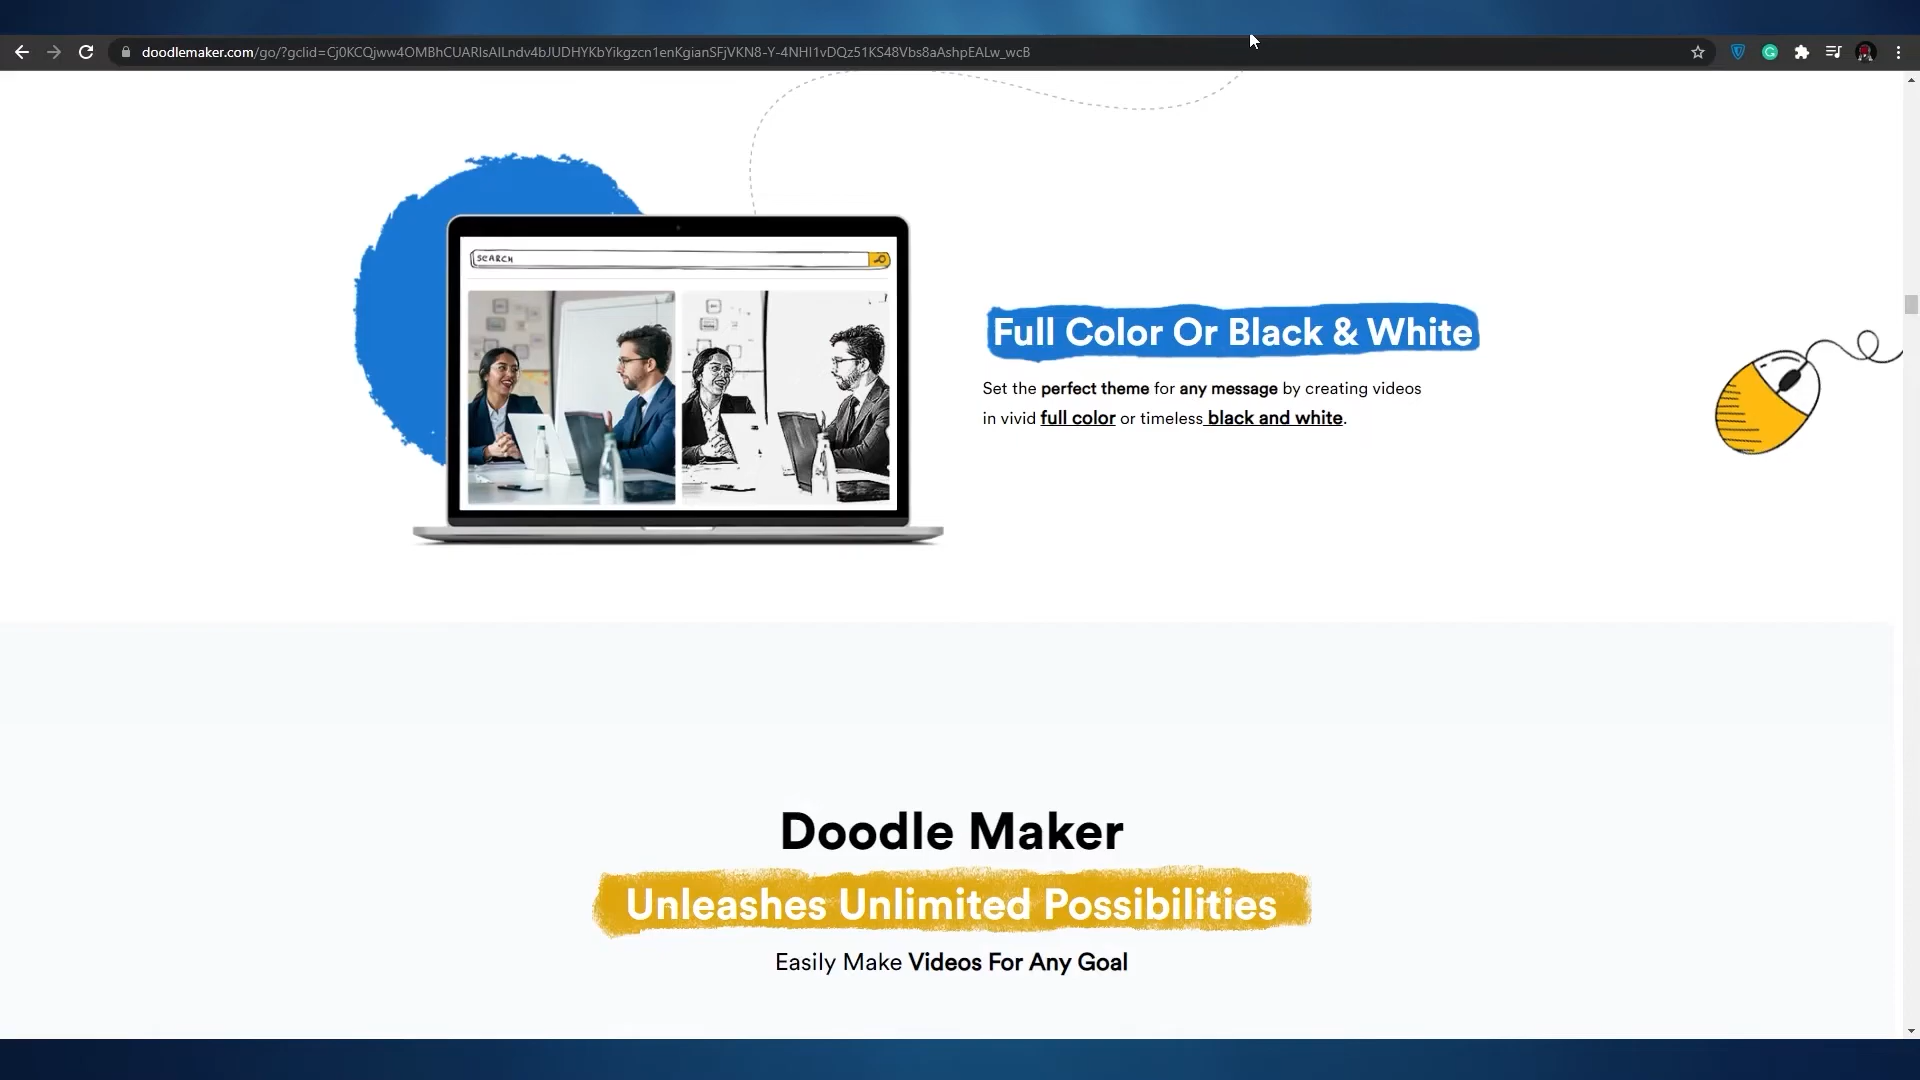 doodlemaker.com/go/?gclid=Cj0KCQjww4OMBhCUARIsAILndv4bJUDHYKbYikgzcn1enKgianSFjVKN8-Y-4NHI1vDQz51KS48Vbs8aAshpEALw_wcB
SEARCH
Full Color Or Black & White
Set the perfect theme for any message by creating videos
in vivid full color or timeless black and white.
Doodle Maker
Unleashes Unlimited Possibilities
Easily Make Videos For Any Goal